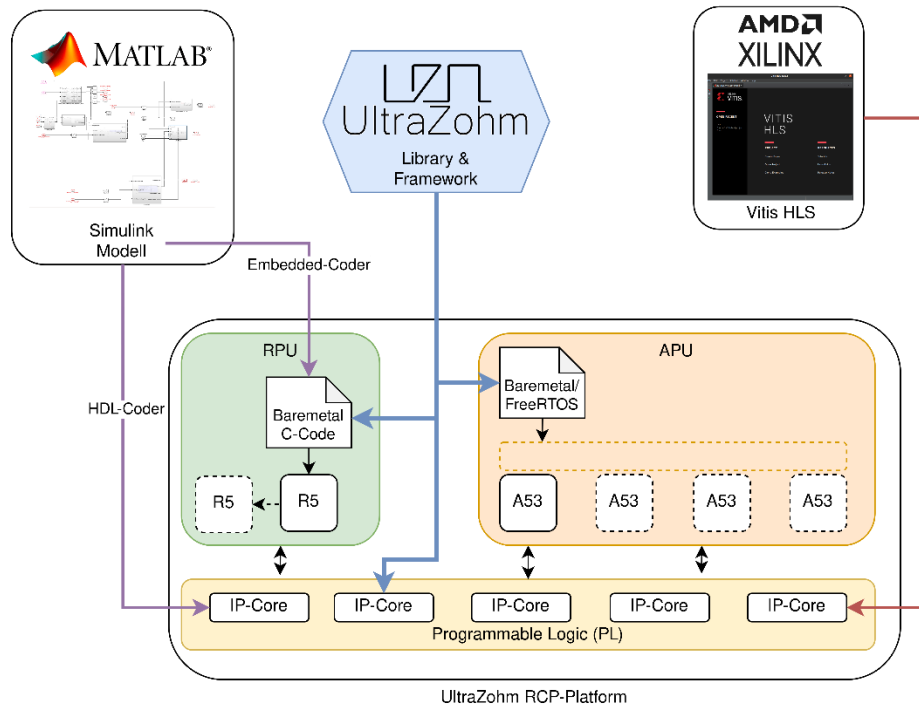 MATLAB®
Simulink
Modell
UltraZohm
Library &
Framework
AMD
XILINX
VITIS
VITIS
HLS
Vitis HLS
Embedded-Coder
HDL-Coder
RPU
Baremetal
C-Code
R5
R5
APU
Baremetal/
FreeRTOS
A53
A53
A53
A53
IP-Core
IP-Core
IP-Core
IP-Core
IP-Core
Programmable Logic (PL)
UltraZohm RCP-Platform